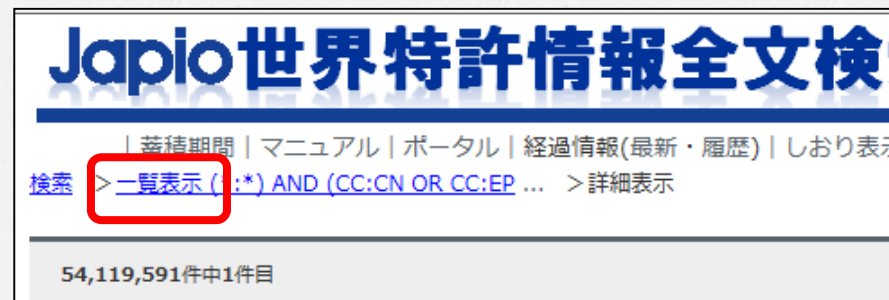 Japio世界特許情報全文検
| 蓄積期間 | マニュアル | ポータル | 経過情報(最新・履歴) | しおり表示
検索 > 一覧表示 (*:*) AND (CC:CN OR CC:EP ... >詳細表示
54,119,591件中1件目